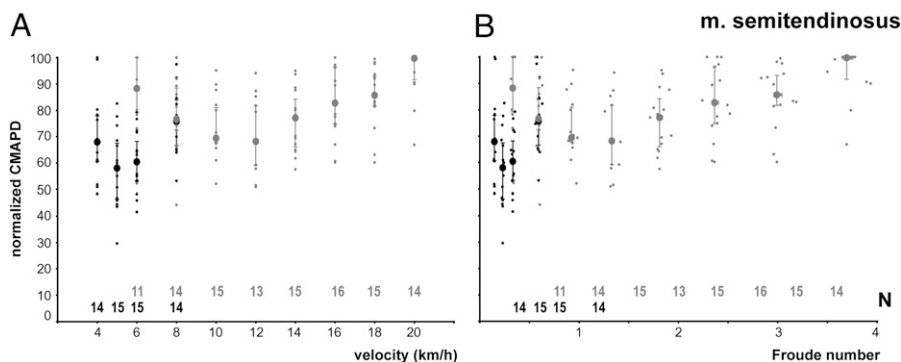 A
B
m. semitendinosus
normalized CMAPD
100
90
80
70
60
50
40
30
20
10
0
11 14 15 13 15 16 15 14
14 15 15 14
4 6 8 10 12 14 16 18 20
velocity (km/h)
11 14 15 13 15 16 15 14
14 15 15 14
N
1 2 3 4
Froude number